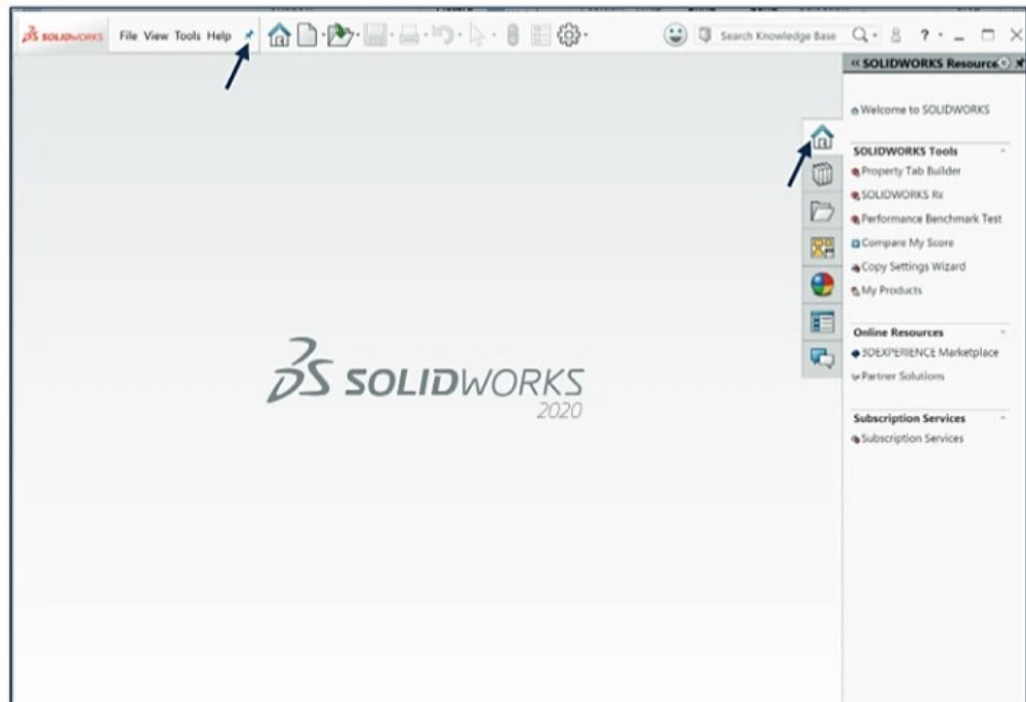 SOLIDWORKS File View Tools Help Search Knowledge Base ?
SOLIDWORKS Resource
Welcome to SOLIDWORKS
SOLIDWORKS Tools
Property Tab Builder
SOLIDWORKS Rx
Performance Benchmark Test
Compare My Score
Copy Settings Wizard
My Products
Online Resources
3DEXPERIENCE Marketplace
Partner Solutions
Subscription Services
Subscription Services
SOLIDWORKS
2020